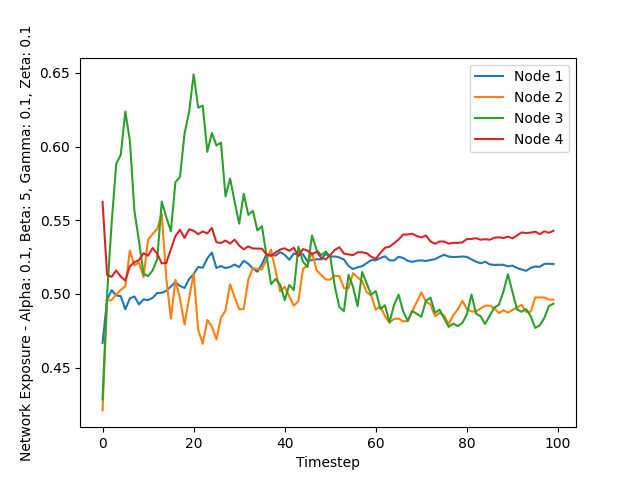 Network Exposure - Alpha: 0.1, Beta: 5, Gamma: 0.1, Zeta: 0.1
0.65
0.60
0.55
0.50
0.45
Node 1
Node 2
Node 3
Node 4
0 20 40 60 80 100
Timestep